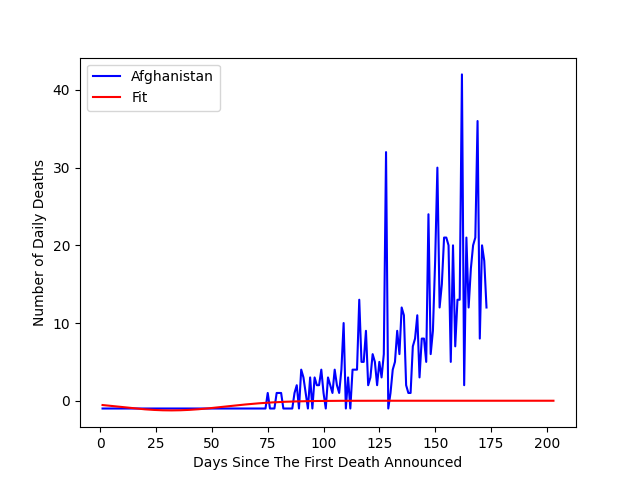 Afghanistan
Fit
Number of Daily Deaths
40
30
20
10
0
0 25 50 75 100 125 150 175 200
Days Since The First Death Announced